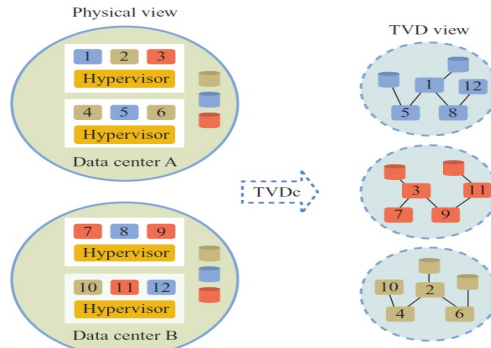 Physical view
TVD view
1 2 3
Hypervisor
4 5 6
Hypervisor
Data center A
7 8 9
Hypervisor
10 11 12
Hypervisor
Data center B
TVDc
1 12
5 8
3 11
7 9
10 2
4 6